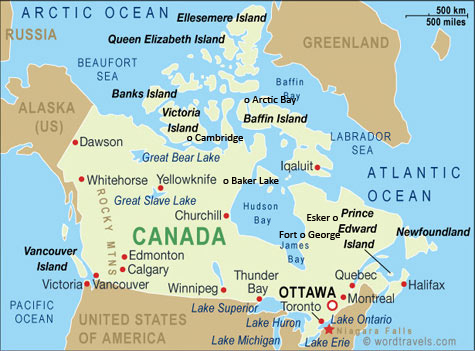 ARCTIC OCEAN
Ellesemere Island
500 km
500 miles
RUSSIA
Queen Elizabeth Island
GREENLAND
BEAUFORT
SEA
Baffin
Bay
ALASKA
(US)
Banks Island
Arctic Bay
Victoria
Island
Baffin Island
Cambridge
LABRADOR
SEA
Dawson
Great Bear Lake
Iqaluit
ATLANTIC
OCEAN
Whitehorse
Yellowknife
Baker Lake
Great Slave Lake
ROCKY MTNS
Hudson
Bay
Churchill
Esker
Prince
Edward
Island
Fort George
Newfoundland
CANADA
James
Bay
Vancouver
Island
Edmonton
Calgary
Victoria
Vancouver
Winnipeg
Thunder
Bay
OTTAWA
Quebec
Montreal
Halifax
PACIFIC
OCEAN
Lake Superior
UNITED STATES
OF AMERICA
Lake Huron
Toronto
Lake Ontario
Niagara Falls
Lake Michigan
Lake Erie
© wordtravels.com